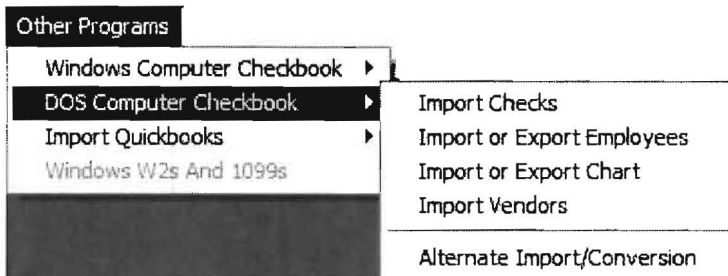 Other Programs
Windows Computer Checkbook
DOS Computer Checkbook
Import Quickbooks
Windows W2s And 1099s
Import Checks
Import or Export Employees
Import or Export Chart
Import Vendors
Alternate Import/Conversion